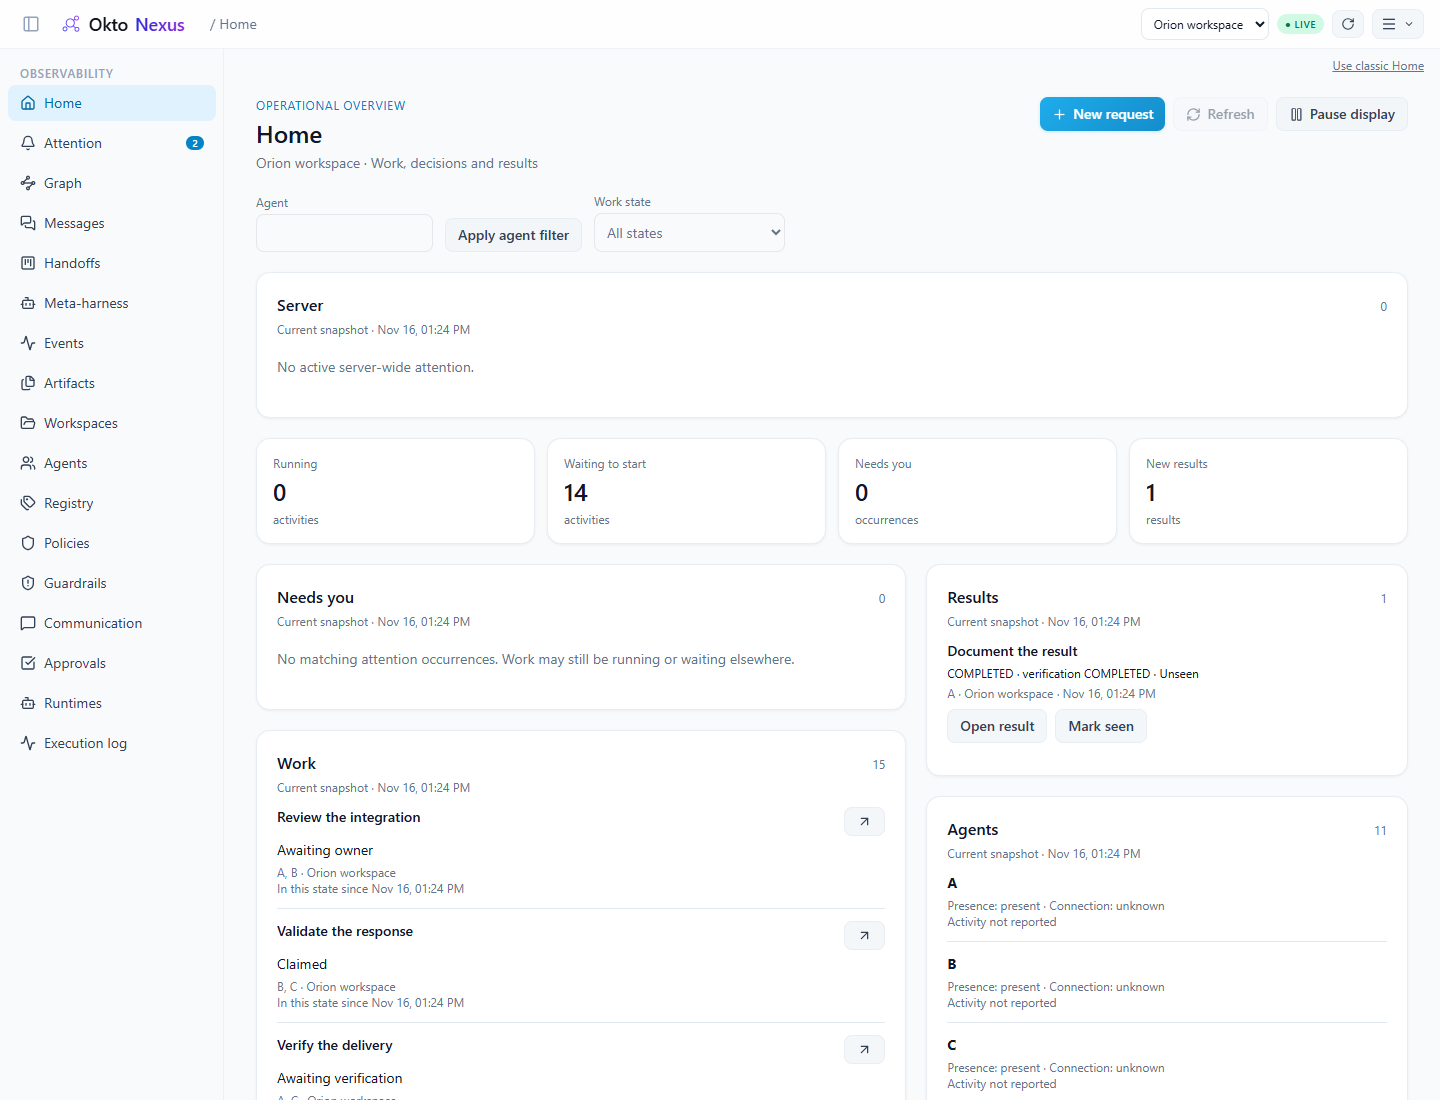 Okto Nexus
/ Home
Orion workspace
LIVE
Use classic Home
OBSERVABILITY
Home
Attention
2
Graph
Messages
Handoffs
Meta-harness
Events
Artifacts
Workspaces
Agents
Registry
Policies
Guardrails
Communication
Approvals
Runtimes
Execution log
OPERATIONAL OVERVIEW
Home
Orion workspace · Work, decisions and results
New request
Refresh
Pause display
Agent
Apply agent filter
Work state
All states
Server
0
Current snapshot · Nov 16, 01:24 PM
No active server-wide attention.
Running
0
activities
Waiting to start
14
activities
Needs you
0
occurrences
New results
1
results
Needs you
0
Current snapshot · Nov 16, 01:24 PM
No matching attention occurrences. Work may still be running or waiting elsewhere.
Work
15
Current snapshot · Nov 16, 01:24 PM
Review the integration
Awaiting owner
A, B · Orion workspace
In this state since Nov 16, 01:24 PM
Validate the response
Claimed
B, C · Orion workspace
In this state since Nov 16, 01:24 PM
Verify the delivery
Awaiting verification
Results
1
Current snapshot · Nov 16, 01:24 PM
Document the result
COMPLETED · verification COMPLETED · Unseen
A · Orion workspace · Nov 16, 01:24 PM
Open result
Mark seen
Agents
11
Current snapshot · Nov 16, 01:24 PM
A
Presence: present · Connection: unknown
Activity not reported
B
Presence: present · Connection: unknown
Activity not reported
C
Presence: present · Connection: unknown
Activity not reported